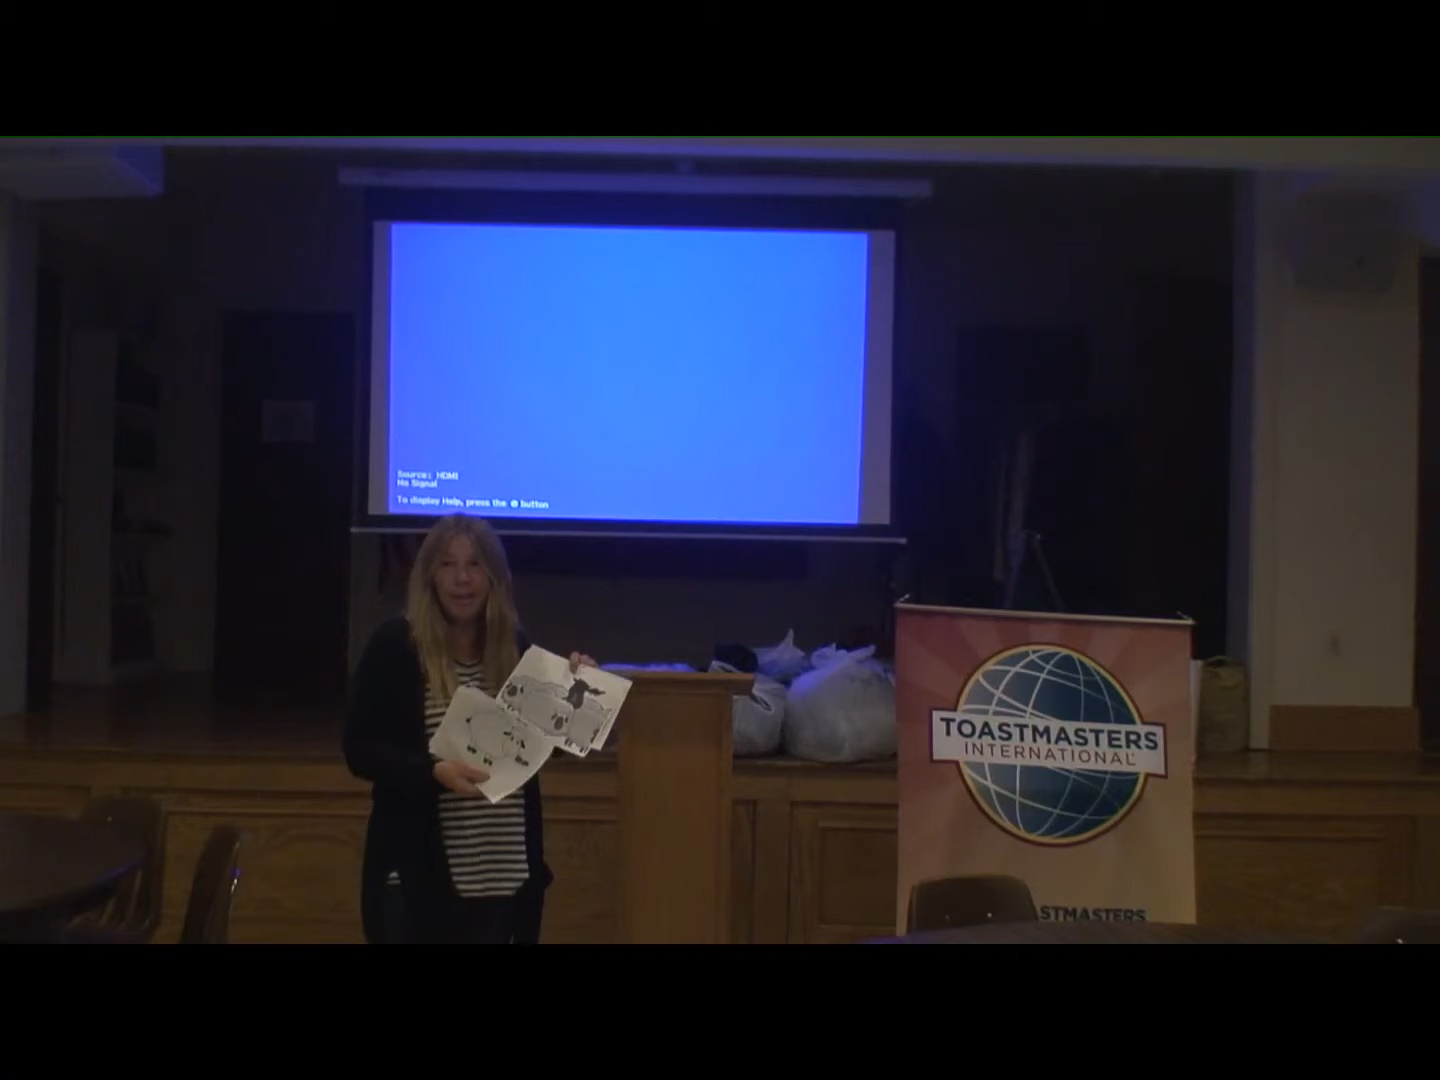 Source: HDMI
No Signal
To display Help, press the button
TOASTMASTERS
INTERNATIONAL
STMASTERS